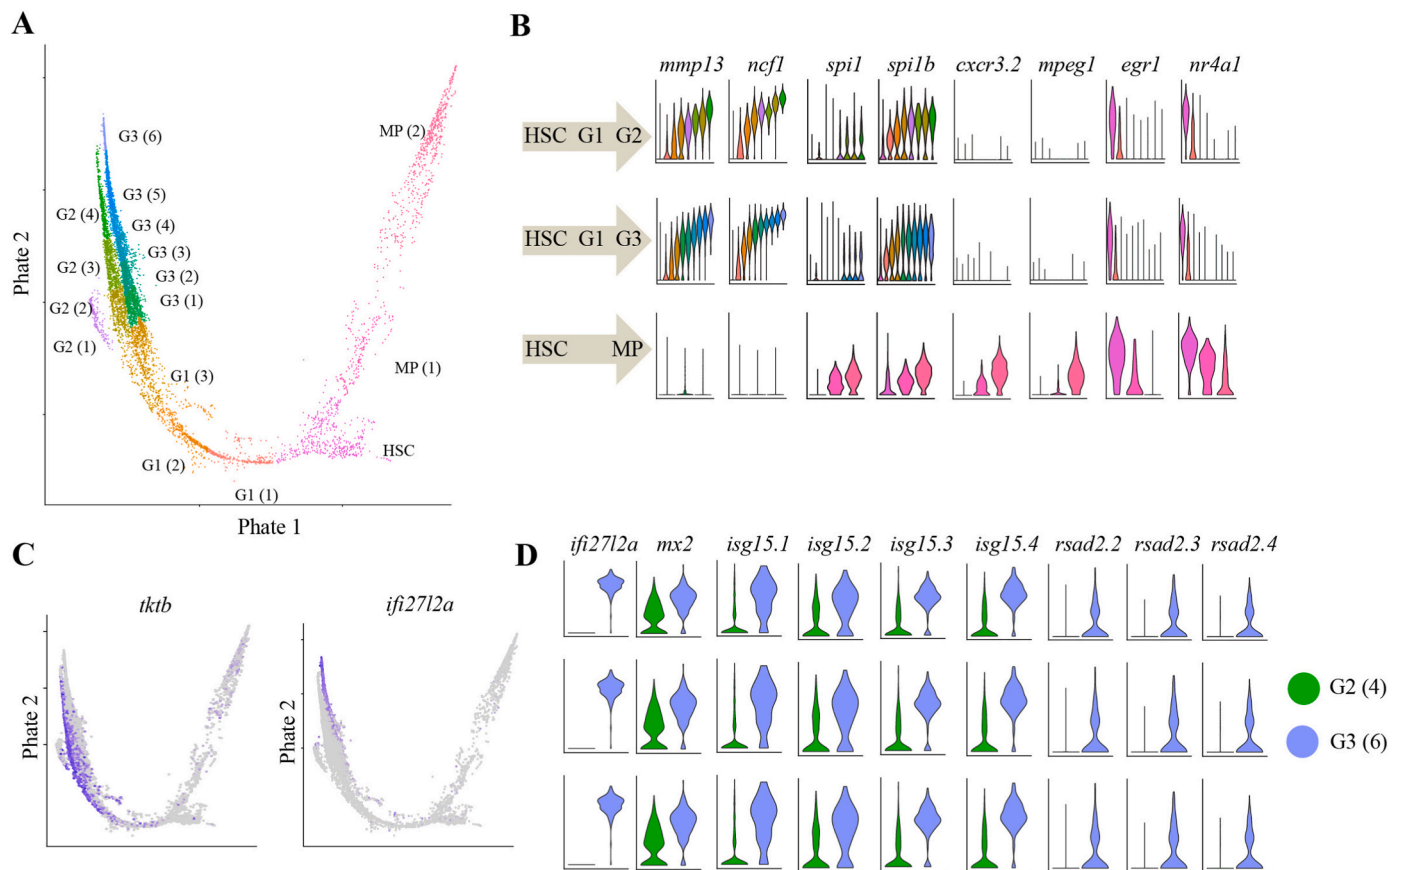 A
Phate 2
G3 (6)
G3 (5)
G2 (4)
G3 (4)
G3 (3)
G2 (3)
G3 (2)
G3 (1)
G2 (2)
G2 (1)
G1 (3)
G1 (2)
G1 (1)
MP (2)
MP (1)
HSC
Phate 1
B
mmp13 ncf1 spi1 spi1b cxcr3.2 mpeg1 egr1 nr4a1
HSC G1 G2
HSC G1 G3
HSC MP
C
tktb
Phate 2
ifi27l2a
Phate 2
D
ifi27l2a mx2 isg15.1 isg15.2 isg15.3 isg15.4 rsad2.2 rsad2.3 rsad2.4
G2 (4)
G3 (6)